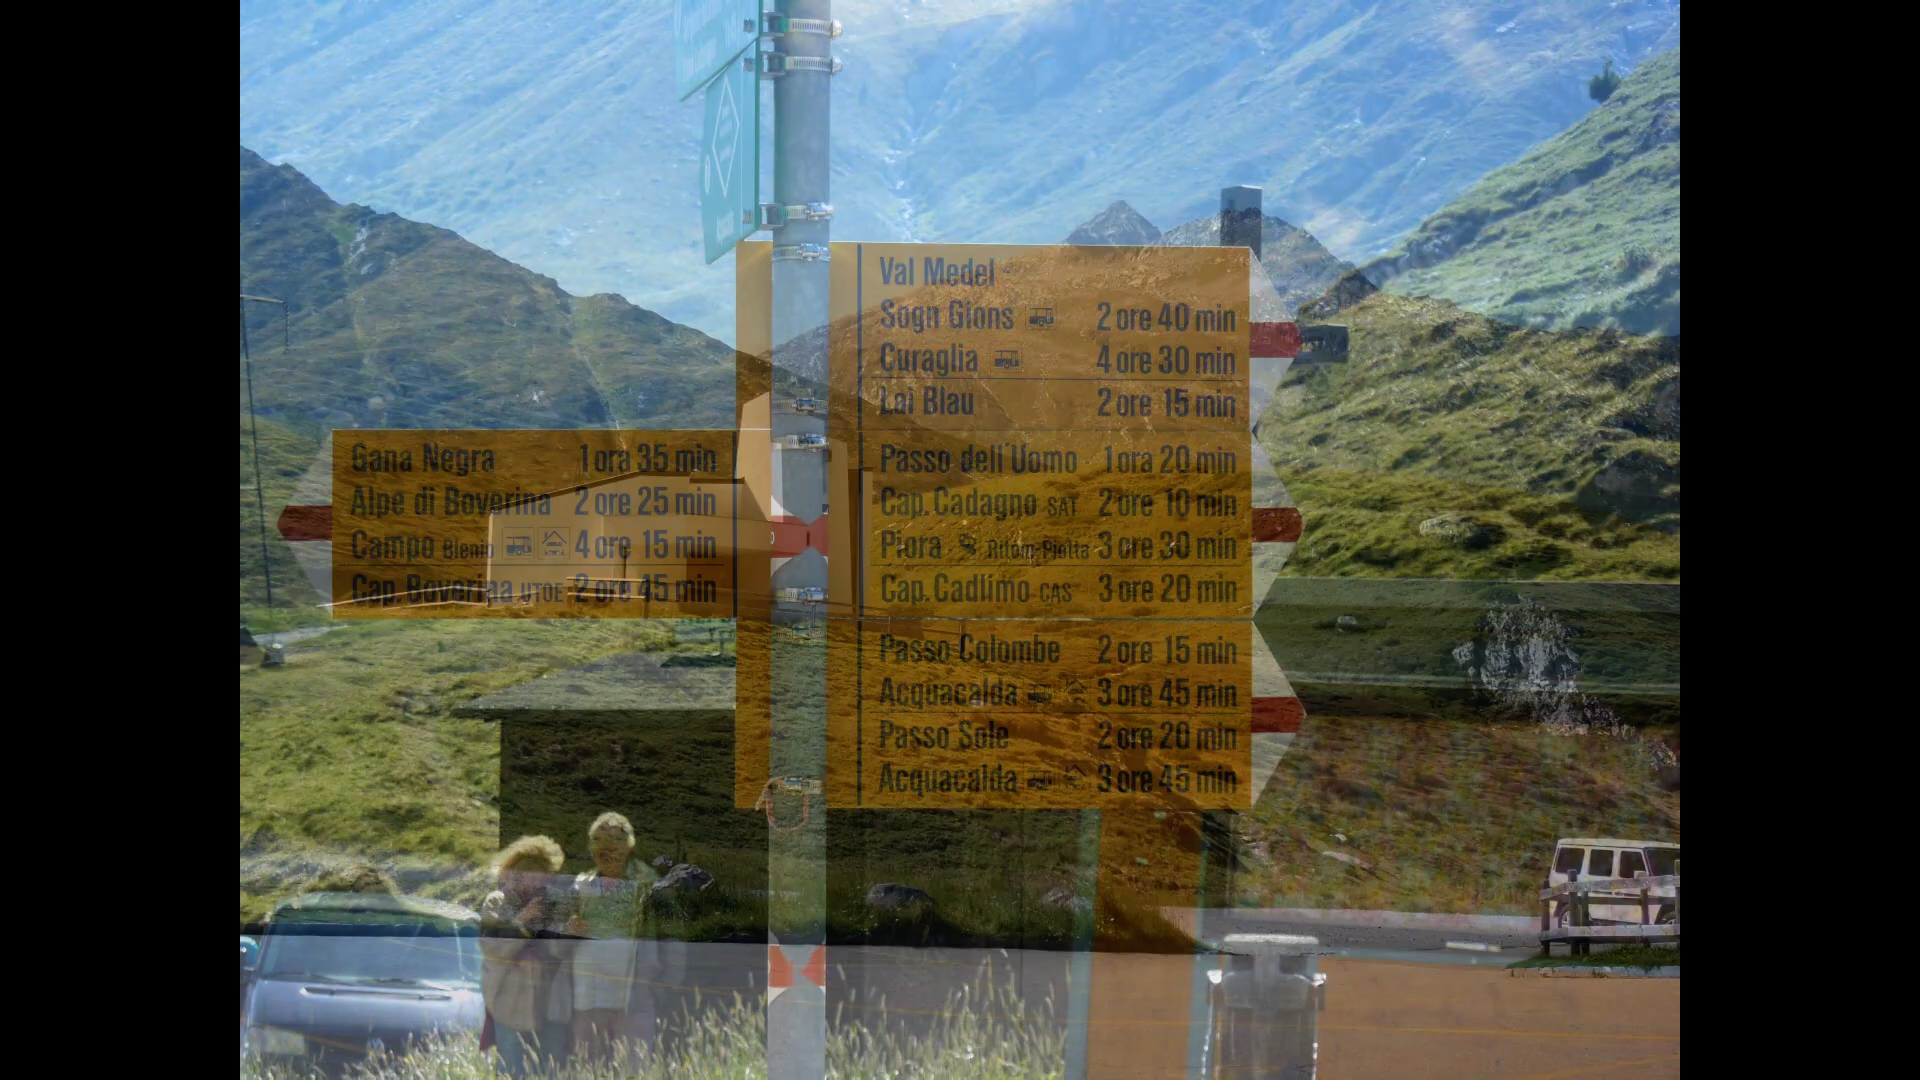 Val Medel
Sogn Gions 2 ore 40 min
Curaglia 4 ore 30 min
Lai Blau 2 ore 15 min
Gana Negra 1 ora 35 min
Alpe di Boverina 2 ore 25 min
Campo Blenio 4 ore 15 min
Cap. Boverina UTOE 2 ore 45 min
Passo dell'Uomo 1 ora 20 min
Cap. Cadagno SAT 2 ore 10 min
Piora Ritom-Piotta 3 ore 30 min
Cap. Cadlimo CAS 3 ore 20 min
Passo Colombe 2 ore 15 min
Acquacalda 3 ore 45 min
Passo Sole 2 ore 20 min
Acquacalda 3 ore 45 min